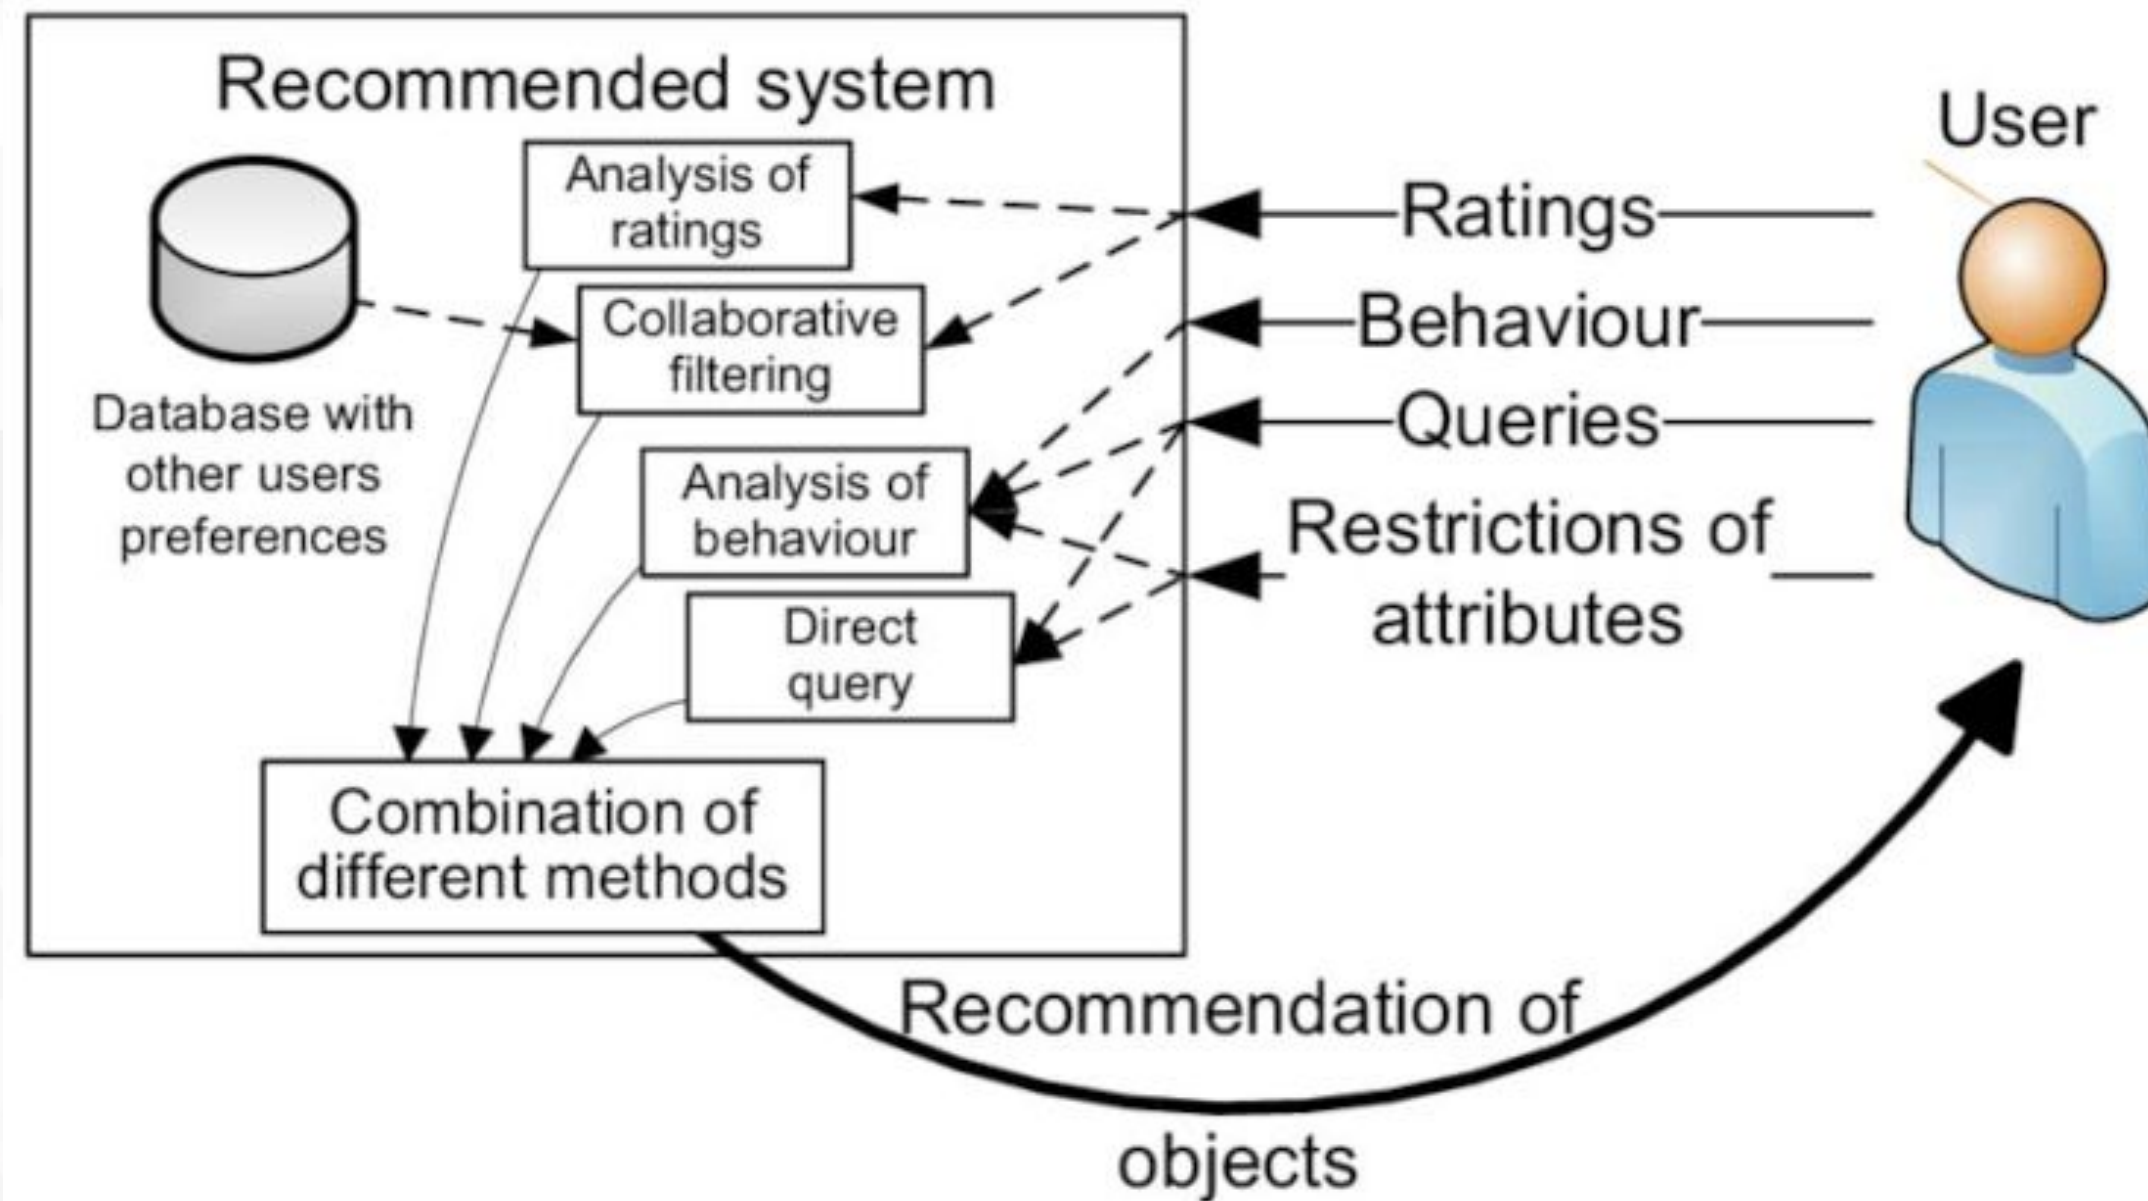 Recommended system
User
Analysis of
ratings
Ratings
Collaborative
filtering
Behaviour
Database with
other users
preferences
Queries
Analysis of
behaviour
Restrictions of
attributes
Direct
query
Combination of
different methods
Recommendation of
objects